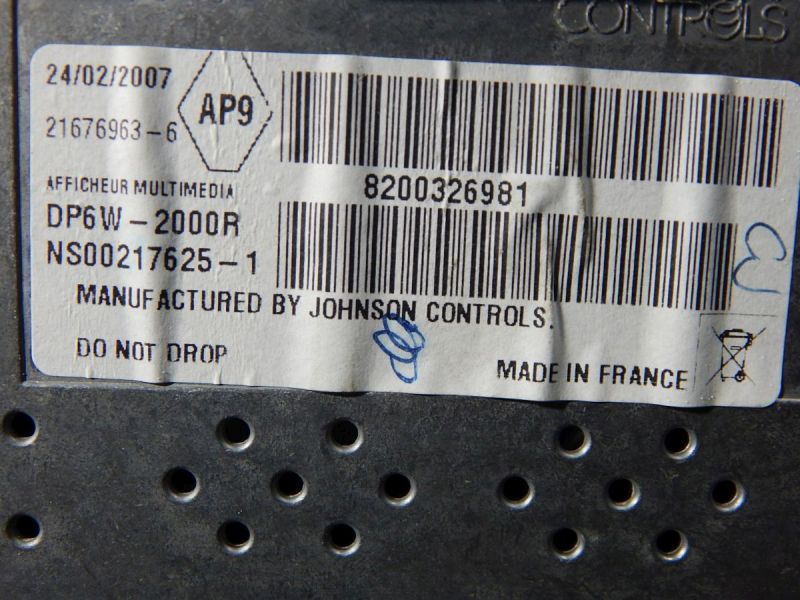 CONTROLS
24/02/2007
AP9
21676963-6
AFFICHEUR MULTIMEDIA
8200326981
DP6W-2000R
NS00217625-1
MANUFACTURED BY JOHNSON CONTROLS.
DO NOT DROP
MADE IN FRANCE